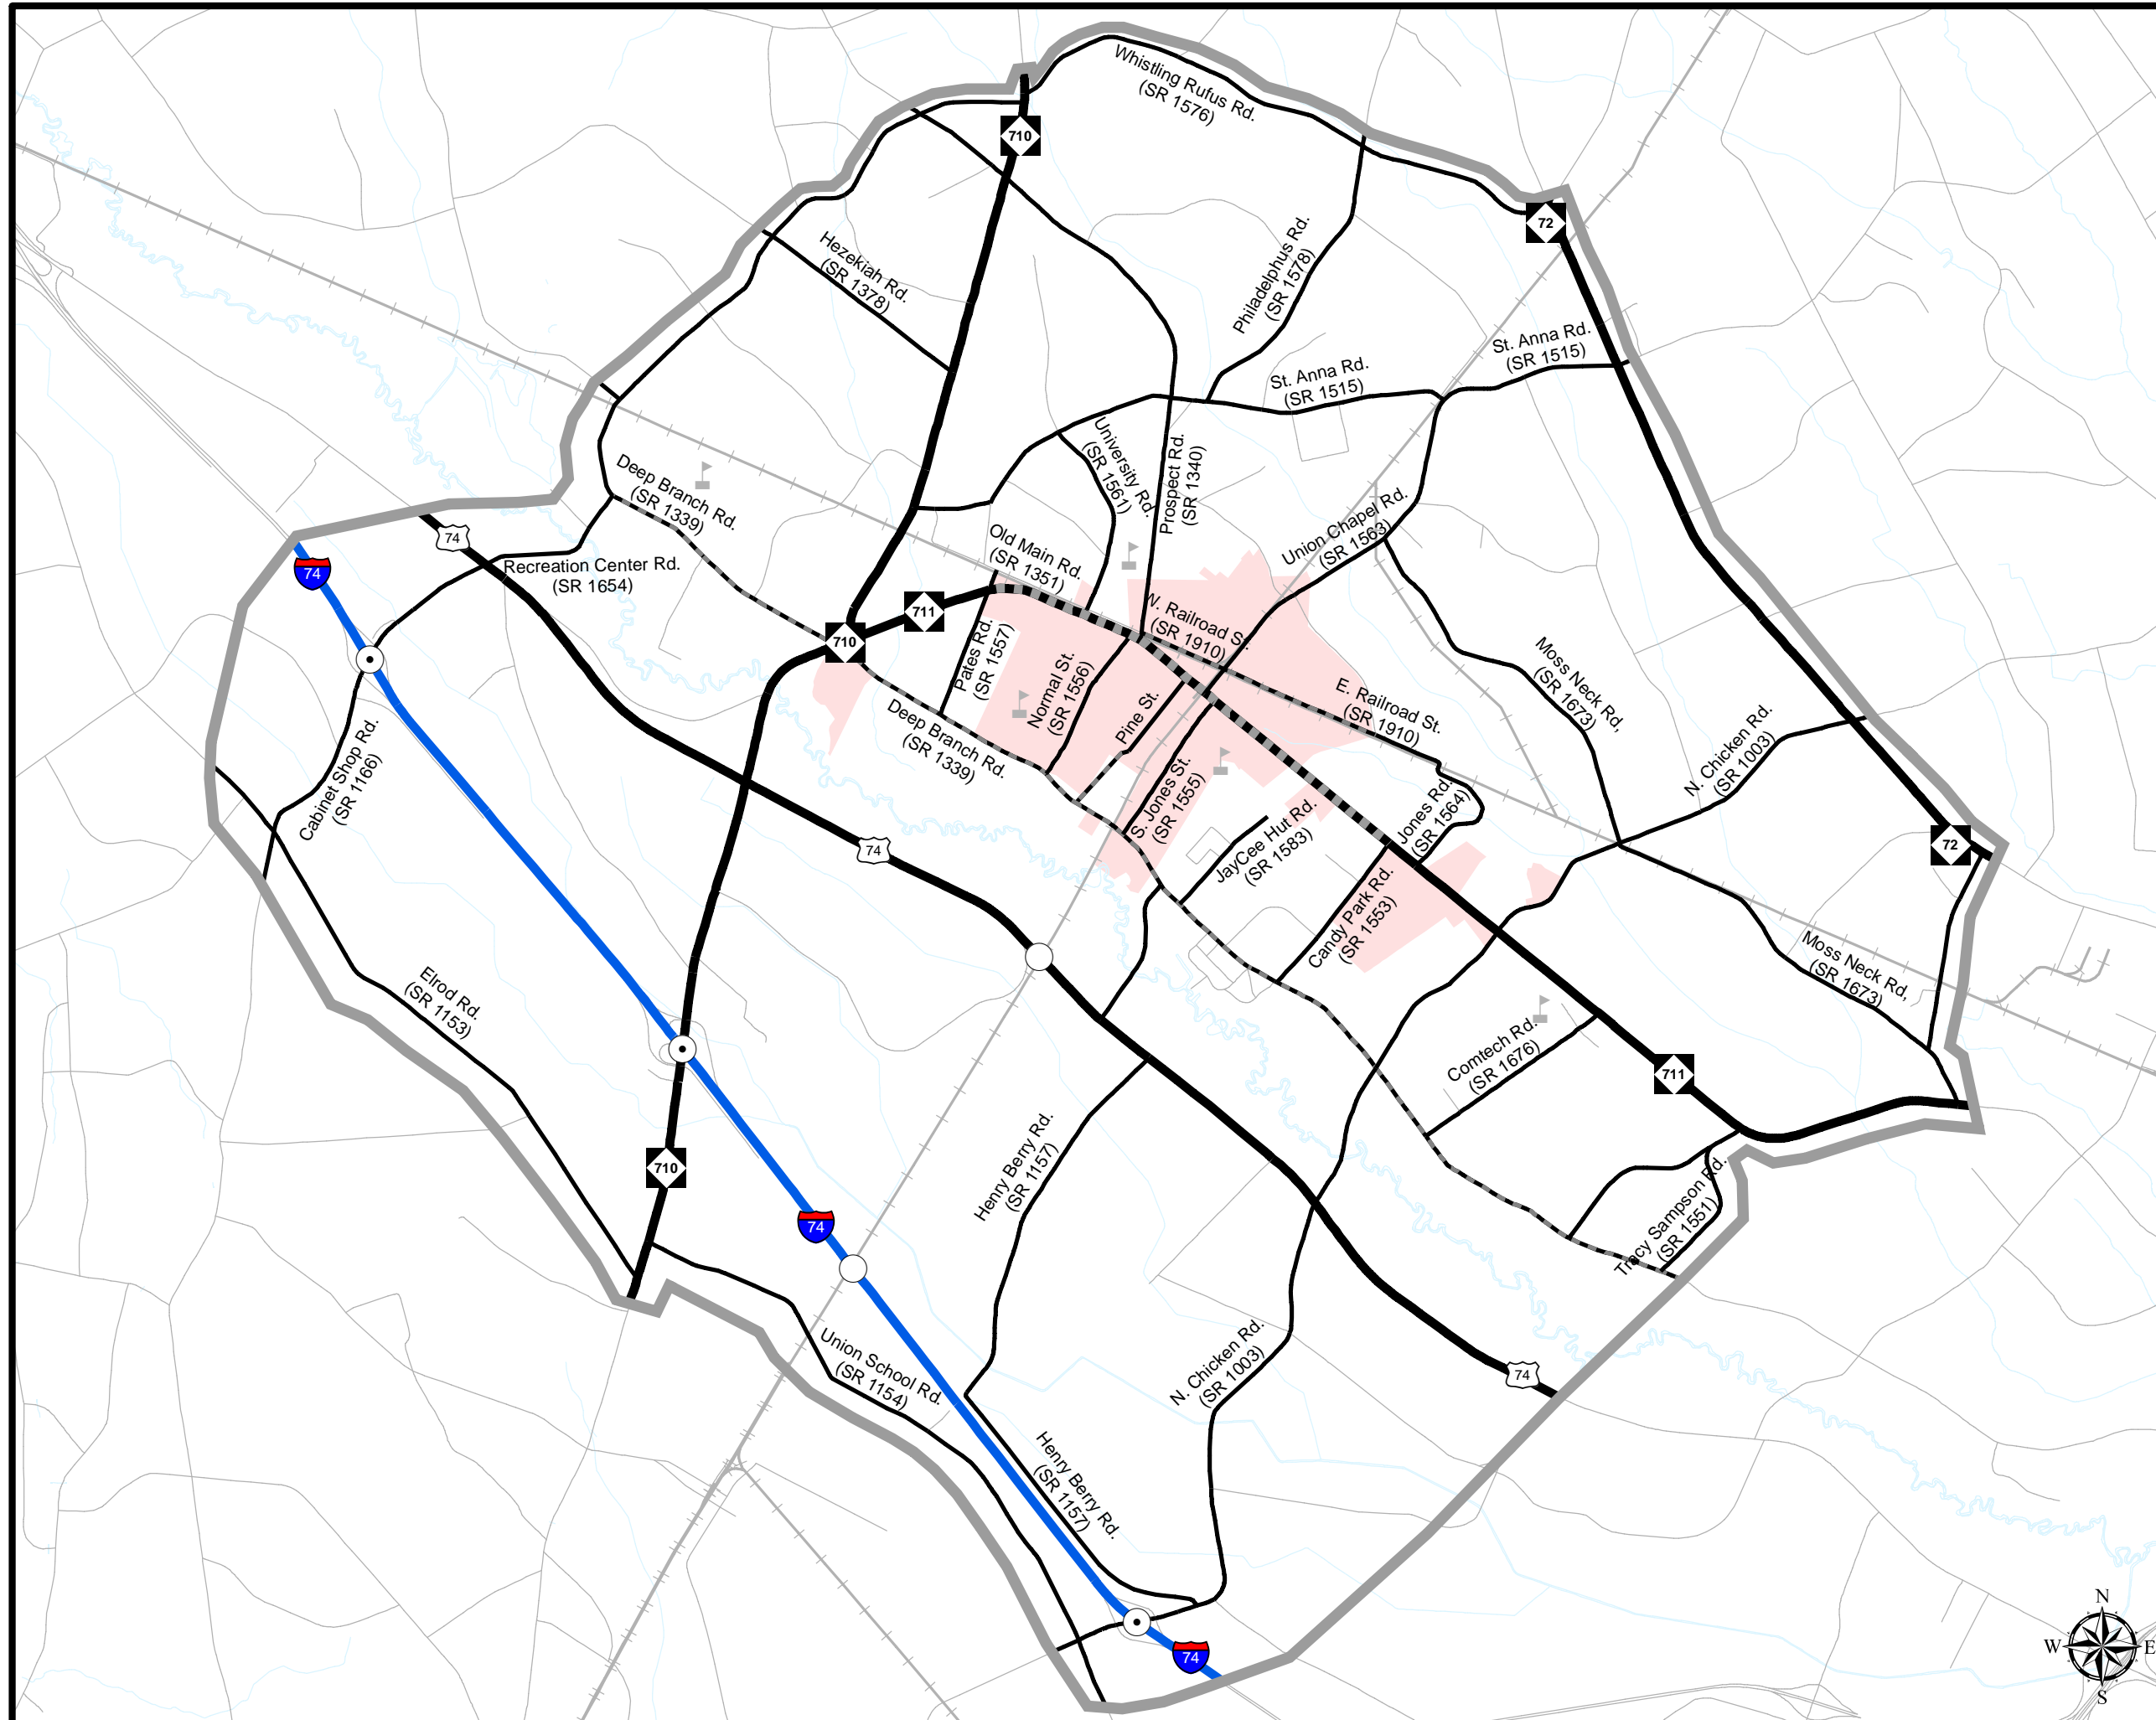 Whistling Rufus Rd.
(SR 1576)
710
72
Hezekiah Rd.
(SR 1378)
Philadelphus Rd.
(SR 1578)
St. Anna Rd.
(SR 1515)
St. Anna Rd.
(SR 1515)
University Rd.
(SR 1561)
Prospect Rd.
(SR 1340)
Deep Branch Rd.
(SR 1339)
Union Chapel Rd.
(SR 1563)
74
74
Recreation Center Rd.
(SR 1654)
Old Main Rd.
(SR 1351)
711
710
W. Railroad St.
(SR 1910)
Pates Rd.
(SR 1557)
Normal St.
(SR 1556)
Pine St.
E. Railroad St.
(SR 1910)
Moss Neck Rd,
(SR 1673)
N. Chicken Rd.
(SR 1003)
Deep Branch Rd.
(SR 1339)
Cabinet Shop Rd.
(SR 1166)
S. Jones St.
(SR 1555)
JayCee Hut Rd.
(SR 1583)
Jones Rd.
(SR 1564)
74
72
Candy Park Rd.
(SR 1553)
Moss Neck Rd,
(SR 1673)
Elrod Rd.
(SR 1153)
Comtech Rd.
(SR 1676)
711
Henry Berry Rd.
(SR 1157)
710
Tracy Sampson Rd.
(SR 1551)
74
Union School Rd.
(SR 1154)
N. Chicken Rd.
(SR 1003)
74
Henry Berry Rd.
(SR 1157)
74
N
W
E
S